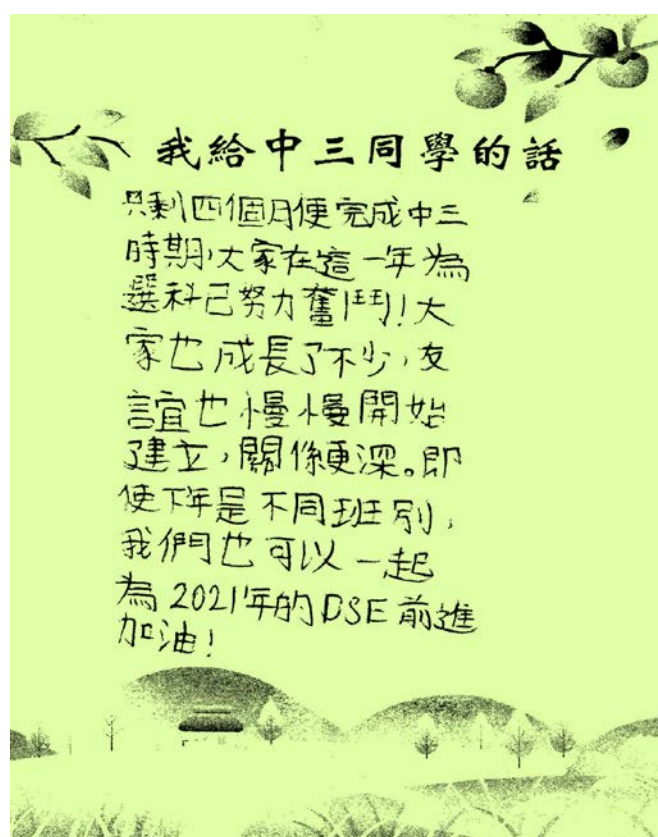 我給中三同學的話
只剩四個月便完成中三
時期，大家在這一年為
選科已努力奮鬥！大
家也成長了不少，友
誼也慢慢開始
建立，關係更深。即
使下年是不同班別，
我們也可以一起
為2021年的DSE前進
加油！